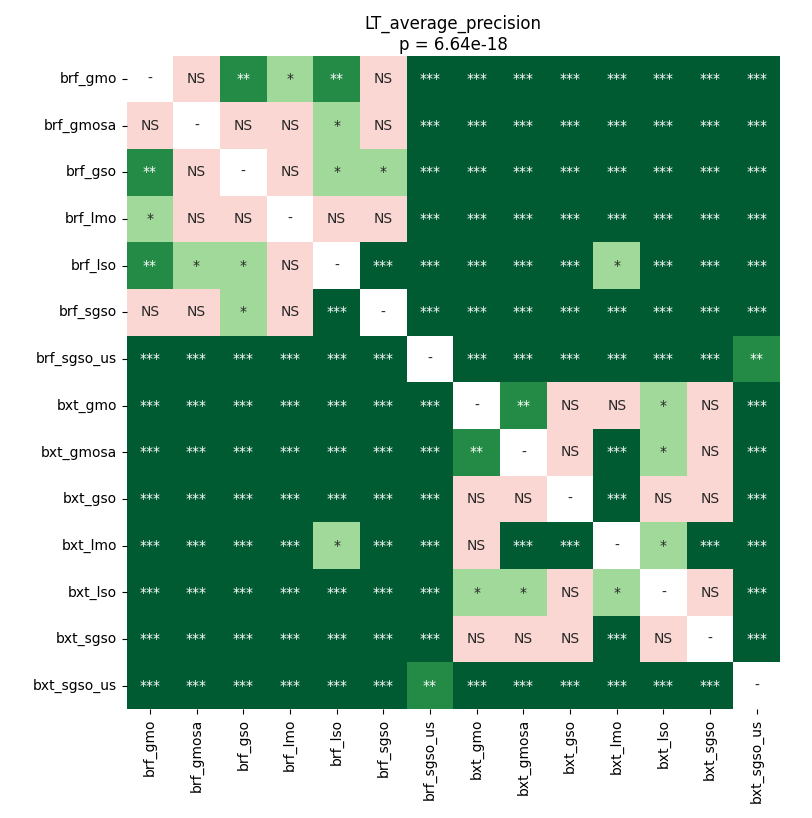 LT_average_precision
p = 6.64e-18
brf_gmo - NS ** * ** NS *** *** *** *** *** *** *** ***
brf_gmosa NS - NS NS * NS *** *** *** *** *** *** *** ***
brf_gso ** NS - NS * * *** *** *** *** *** *** *** ***
brf_lmo * NS NS - NS NS *** *** *** *** *** *** *** ***
brf_lso ** * * NS - *** *** *** *** *** * *** *** ***
brf_sgso NS NS * NS *** - *** *** *** *** *** *** *** ***
brf_sgso_us *** *** *** *** *** *** - *** *** *** *** *** *** **
bxt_gmo *** *** *** *** *** *** *** - ** NS NS * NS ***
bxt_gmosa *** *** *** *** *** *** *** ** - NS *** * NS ***
bxt_gso *** *** *** *** *** *** *** NS NS - *** NS NS ***
bxt_lmo *** *** *** *** * *** *** NS *** *** - * *** ***
bxt_lso *** *** *** *** *** *** *** * * NS * - NS ***
bxt_sgso *** *** *** *** *** *** *** NS NS NS *** NS - ***
bxt_sgso_us *** *** *** *** *** *** ** *** *** *** *** *** *** -
brf_gmo brf_gmosa brf_gso brf_lmo brf_lso brf_sgso brf_sgso_us bxt_gmo bxt_gmosa bxt_gso bxt_lmo bxt_lso bxt_sgso bxt_sgso_us